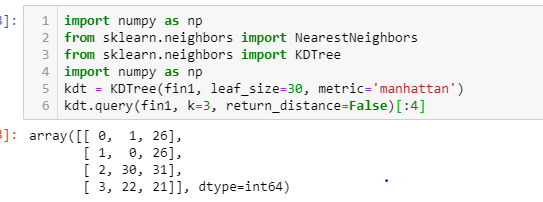 ]:
1 import numpy as np
2 from sklearn.neighbors import NearestNeighbors
3 from sklearn.neighbors import KDTree
4 import numpy as np
5 kdt = KDTree(fin1, leaf_size=30, metric='manhattan')
6 kdt.query(fin1, k=3, return_distance=False)[:4]
]: array([[ 0,  1, 26],
       [ 1,  0, 26],
       [ 2, 30, 31],
       [ 3, 22, 21]], dtype=int64)